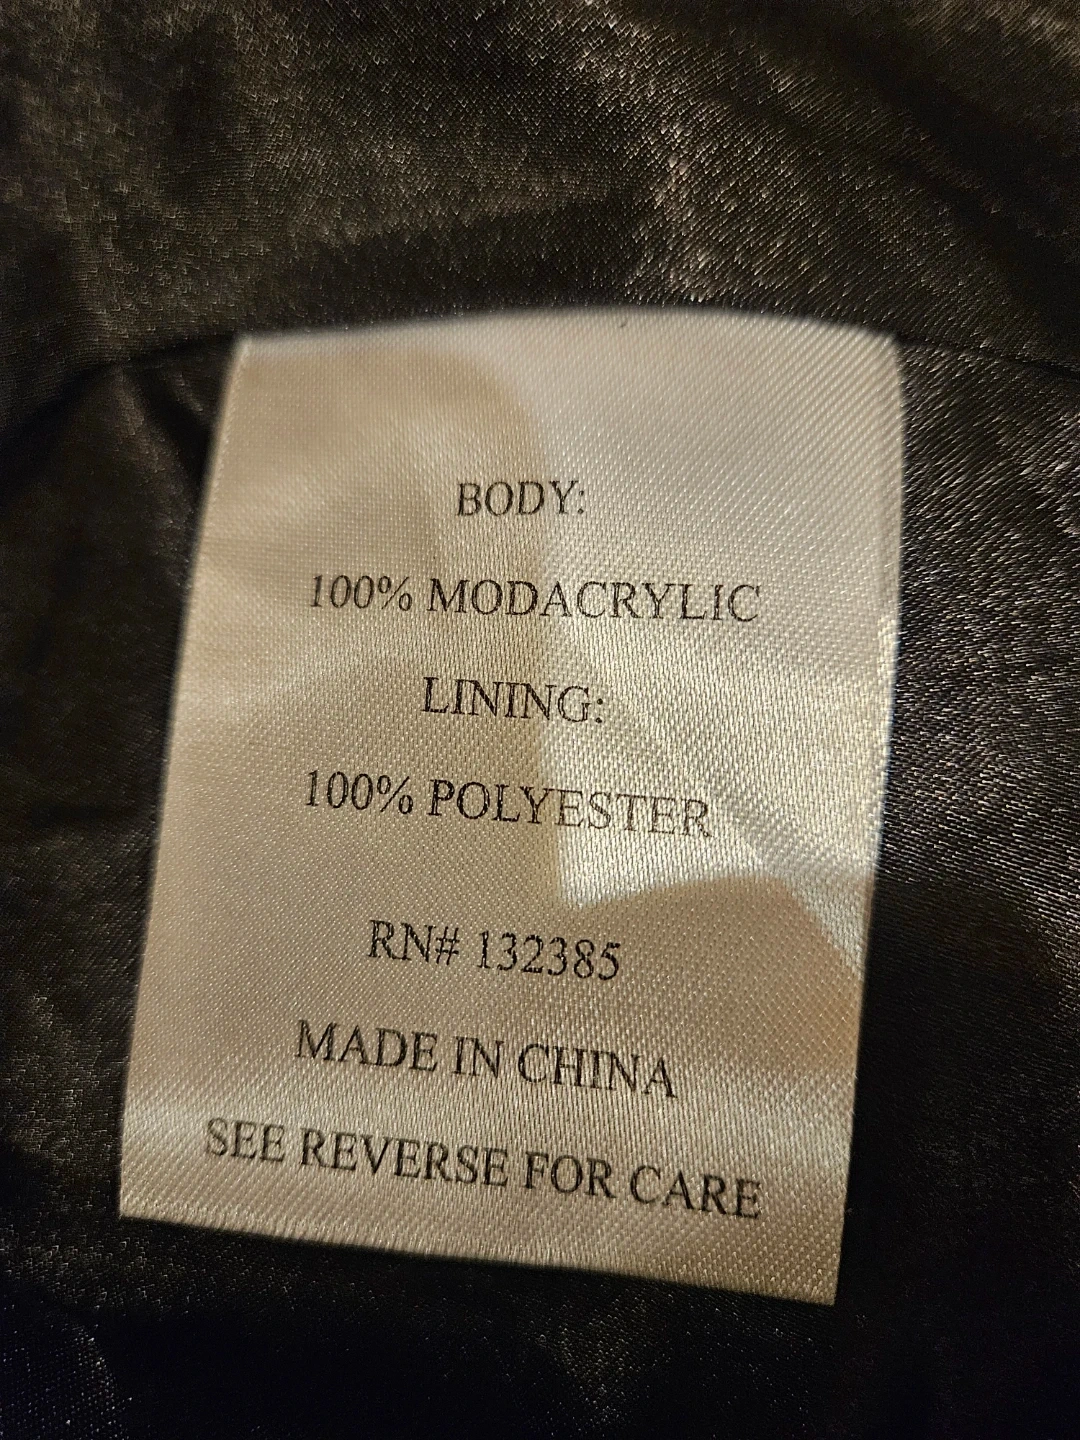 BODY:
100% MODACRYLIC
LINING:
100% POLYESTER
RN# 132385
MADE IN CHINA
SEE REVERSE FOR CARE